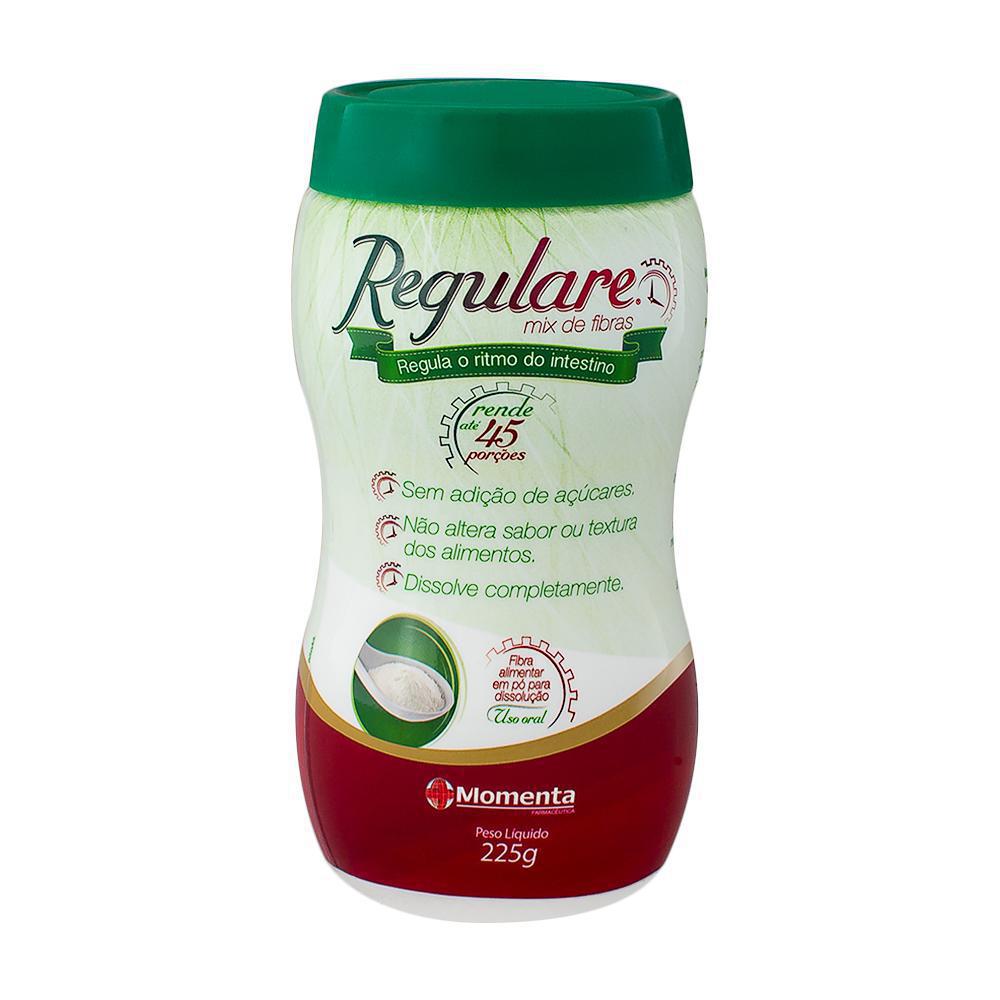 Regulare®
mix de fibras
Regula o ritmo do intestino
rende
até 45
porções
Sem adição de açúcares.
Não altera sabor ou textura
dos alimentos.
Dissolve completamente.
Fibra
alimentar
em pó para
dissolução
Uso oral
Momenta
FARMACÊUTICA
Peso Líquido
225g